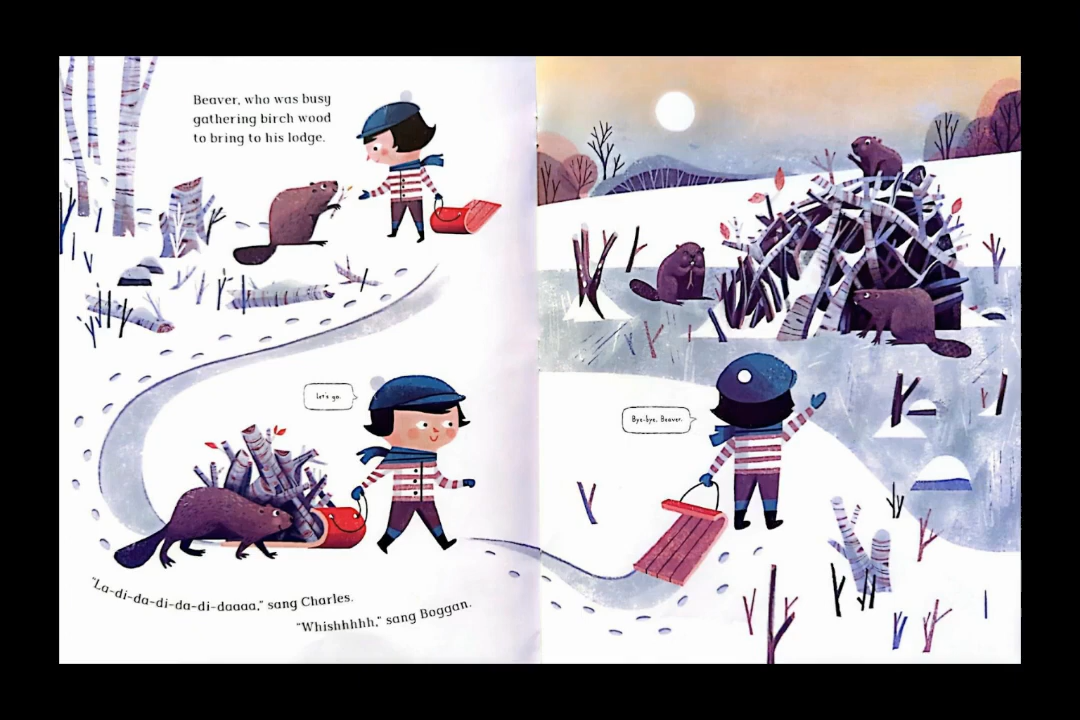 Beaver, who was busy
gathering birch wood
to bring to his lodge.
Let's go.
"La-di-da-di-da-di-daaaa," sang Charles.
"Whishhhhh," sang Boggan.
Bye-bye, Beaver.